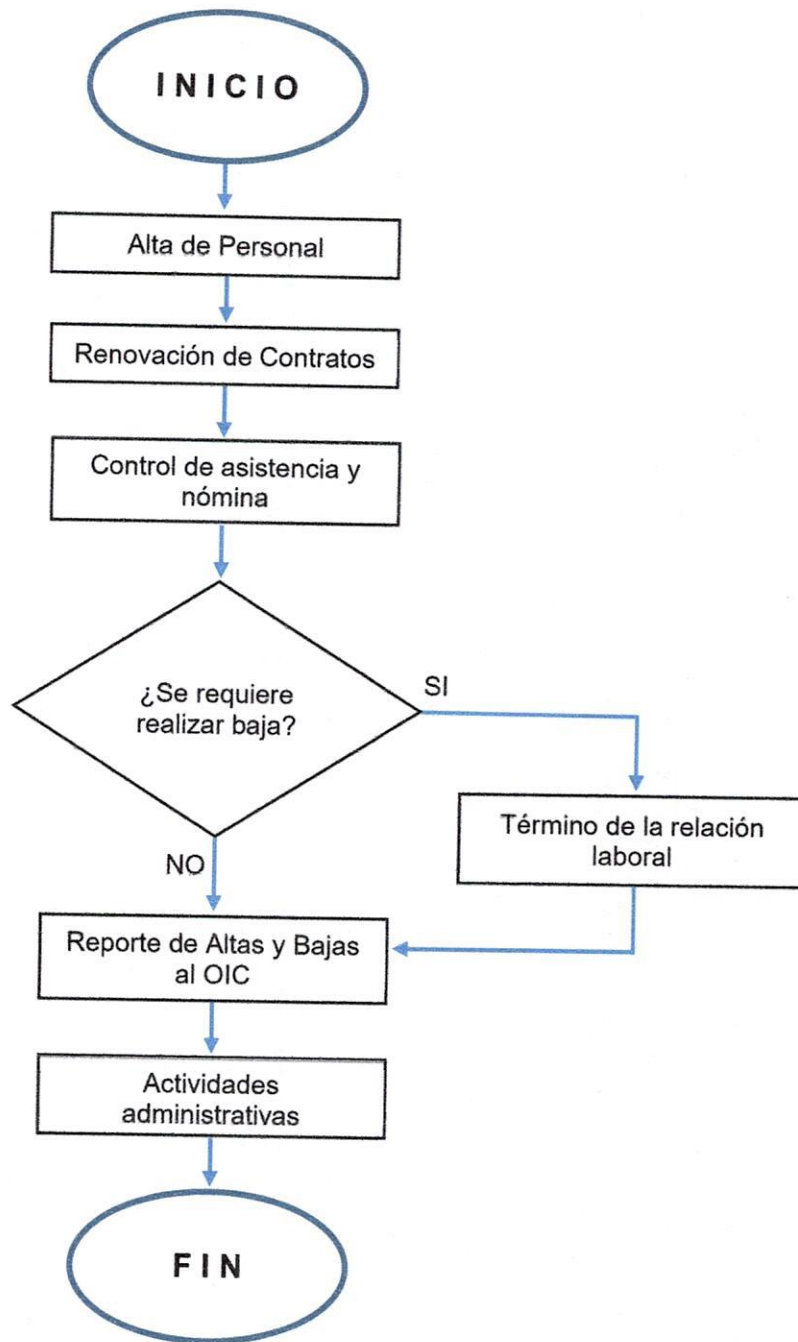 INICIO
Alta de Personal
Renovación de Contratos
Control de asistencia y
nómina
¿Se requiere
realizar baja?
SI
Término de la relación
laboral
NO
Reporte de Altas y Bajas
al OIC
Actividades
administrativas
FIN